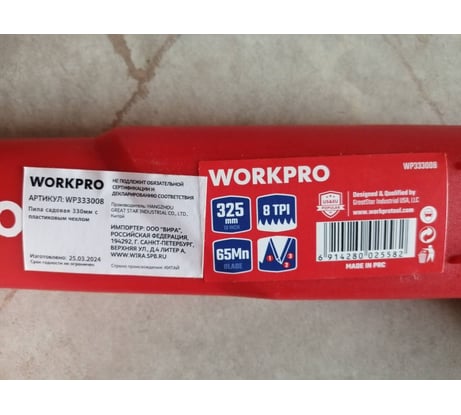 WORKPRO
АРТИКУЛ: WP333008
Пила садовая 330мм с
пластиковым чехлом
Изготовлено: 25.03.2024
Срок годности не ограничен
НЕ ПОДЛЕЖИТ ОБЯЗАТЕЛЬНОЙ
СЕРТИФИКАЦИИ И
ДЕКЛАРИРОВАНИЮ СООТВЕТСТВИЯ
Производитель: HANGZHOU
GREAT STAR INDUSTRIAL CO., LTD.
Китай
ИМПОРТЕР: ООО "ВИРА",
РОССИЙСКАЯ ФЕДЕРАЦИЯ,
194292, Г. САНКТ-ПЕТЕРБУРГ,
ВЕРХНЯЯ УЛ., Д.4 ЛИТЕР А,
WWW.WIRA.SPB.RU
Страна происхождения: КИТАЙ
WORKPRO
325
mm
8 TPI
65Mn
BLADE
1
2
3
WP333008
Designed & Qualified by
GreatStar Industrial USA, LLC
www.workprotool.com
6 914280 025582
MADE IN PRC